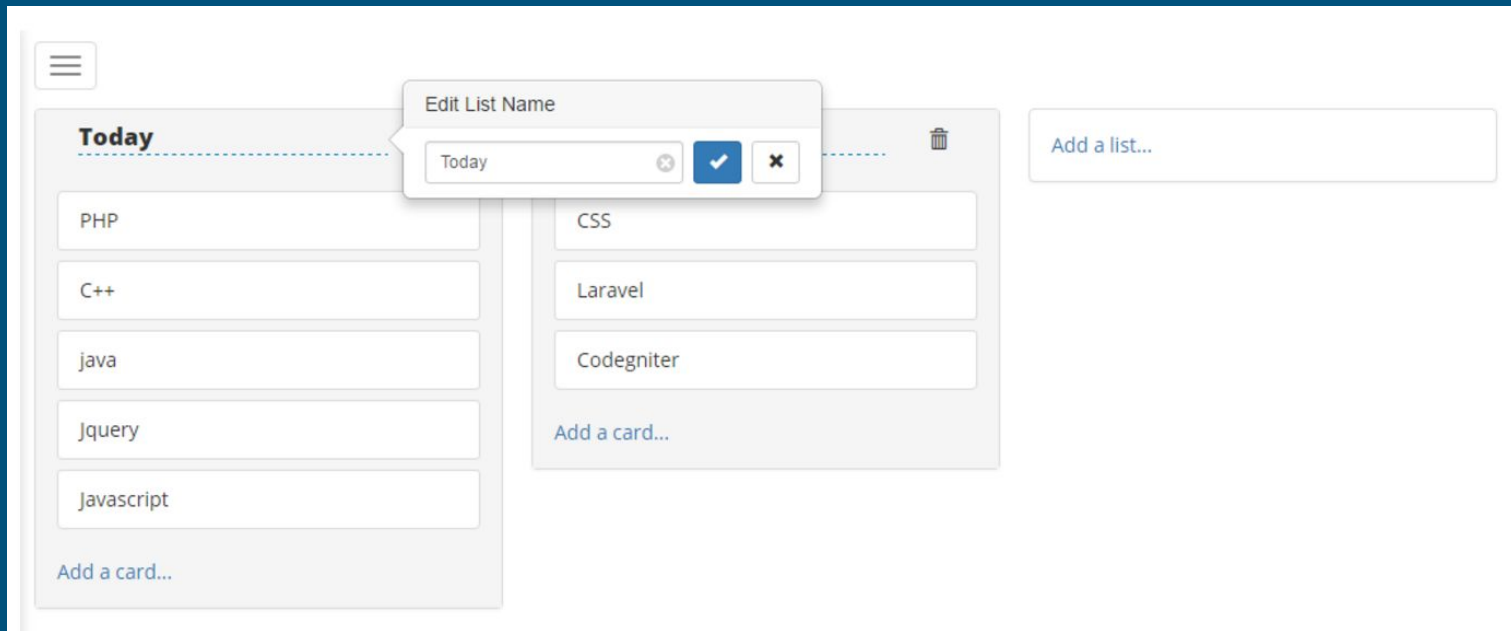 Edit List Name
Today
Today
Add a list...
PHP
C++
java
Jquery
Javascript
Add a card...
CSS
Laravel
Codegniter
Add a card...